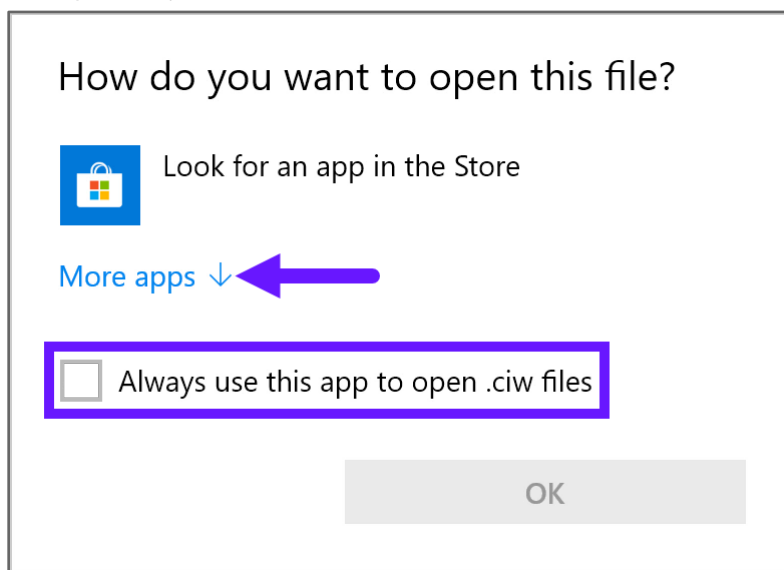 How do you want to open this file?
Look for an app in the Store
More apps ↓
Always use this app to open .ciw files
OK